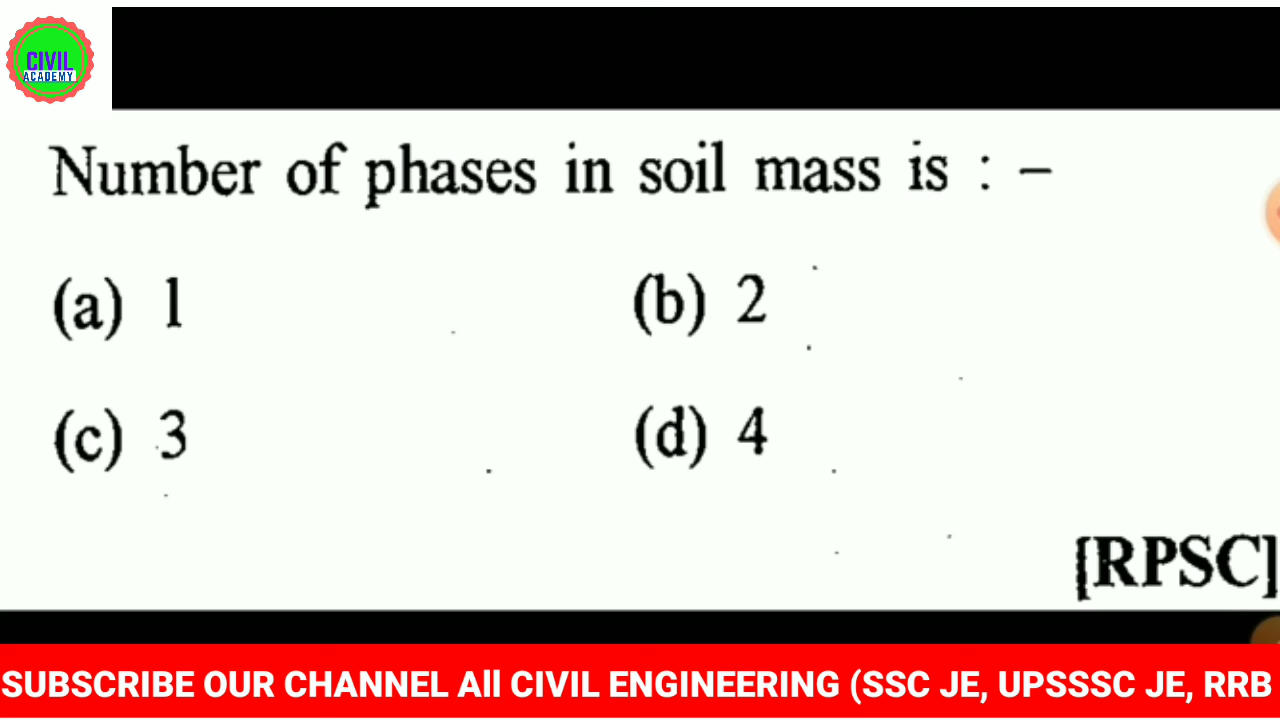 CIVIL
ACADEMY
Number of phases in soil mass is : –
(a) 1 (b) 2
(c) 3 (d) 4
[RPSC]
SUBSCRIBE OUR CHANNEL All CIVIL ENGINEERING (SSC JE, UPSSSC JE, RRB